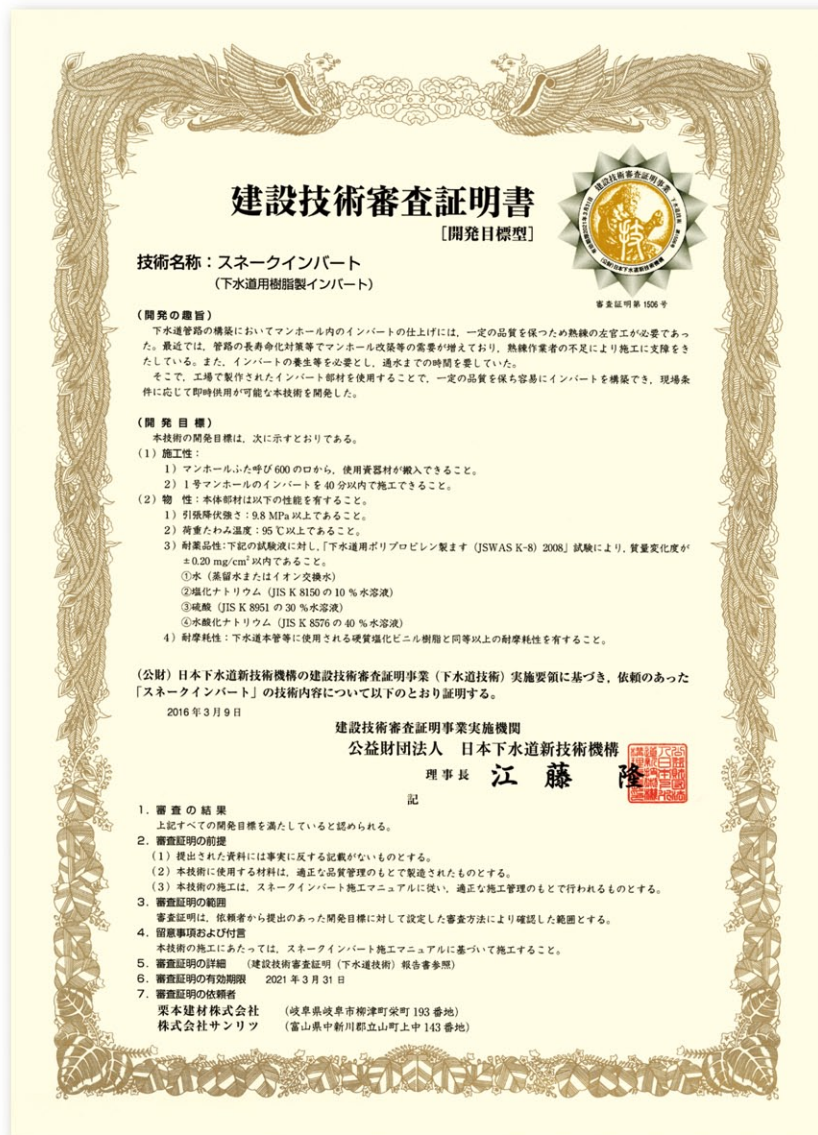 建設技術審査証明書
[開発目標型]
技術名称：スネークインバート
（下水道用樹脂製インバート）
建設技術審査証明事業
技
審査証明第1506号
（開発の趣旨）
下水道管路の構築においてマンホール内のインバートの仕上げには，一定の品質を保つため熟練の左官工が必要であっ
た。最近では，管路の長寿命化対策等でマンホール改築等の需要が増えており，熟練作業者の不足により施工に支障をき
たしている。また，インバートの養生等を必要とし，通水までの時間を要していた。
そこで，工場で製作されたインバート部材を使用することで，一定の品質を保ち容易にインバートを構築でき，現場条
件に応じて即時供用が可能な本技術を開発した。
（開発目標）
本技術の開発目標は，次に示すとおりである。
（1）施工性：
1）マンホールふた呼び600の口から，使用資器材が搬入できること。
2）1号マンホールのインバートを40分以内で施工できること。
（2）物　性：本体部材は以下の性能を有すること。
1）引張降伏強さ：9.8 MPa以上であること。
2）荷重たわみ温度：95℃以上であること。
3）耐薬品性：下記の試験液に対し，「下水道用ポリプロピレン製ます（JSWAS K-8）2008」試験により，質量変化度が
±0.20 mg/cm²以内であること。
①水（蒸留水またはイオン交換水）
②塩化ナトリウム（JIS K 8150の10％水溶液）
③硫酸（JIS K 8951の30％水溶液）
④水酸化ナトリウム（JIS K 8576の40％水溶液）
4）耐摩耗性：下水道本管等に使用される硬質塩化ビニル樹脂と同等以上の耐摩耗性を有すること。
（公財）日本下水道新技術機構の建設技術審査証明事業（下水道技術）実施要領に基づき，依頼のあった
「スネークインバート」の技術内容について以下のとおり証明する。
2016年3月9日
建設技術審査証明事業実施機関
公益財団法人　日本下水道新技術機構
理事長　江藤　隆
記
1．審査の結果
上記すべての開発目標を満たしていると認められる。
2．審査証明の前提
（1）提出された資料には事実に反する記載がないものとする。
（2）本技術に使用する材料は，適正な品質管理のもとで製造されたものとする。
（3）本技術の施工は，スネークインバート施工マニュアルに従い，適正な施工管理のもとで行われるものとする。
3．審査証明の範囲
審査証明は，依頼者から提出のあった開発目標に対して設定した審査方法により確認した範囲とする。
4．留意事項および付言
本技術の施工にあたっては，スネークインバート施工マニュアルに基づいて施工すること。
5．審査証明の詳細　（建設技術審査証明（下水道技術）報告書参照）
6．審査証明の有効期限　2021年3月31日
7．審査証明の依頼者
栗本建材株式会社　（岐阜県岐阜市柳津町栄町193番地）
株式会社サンリツ　（富山県中新川郡立山町上中143番地）